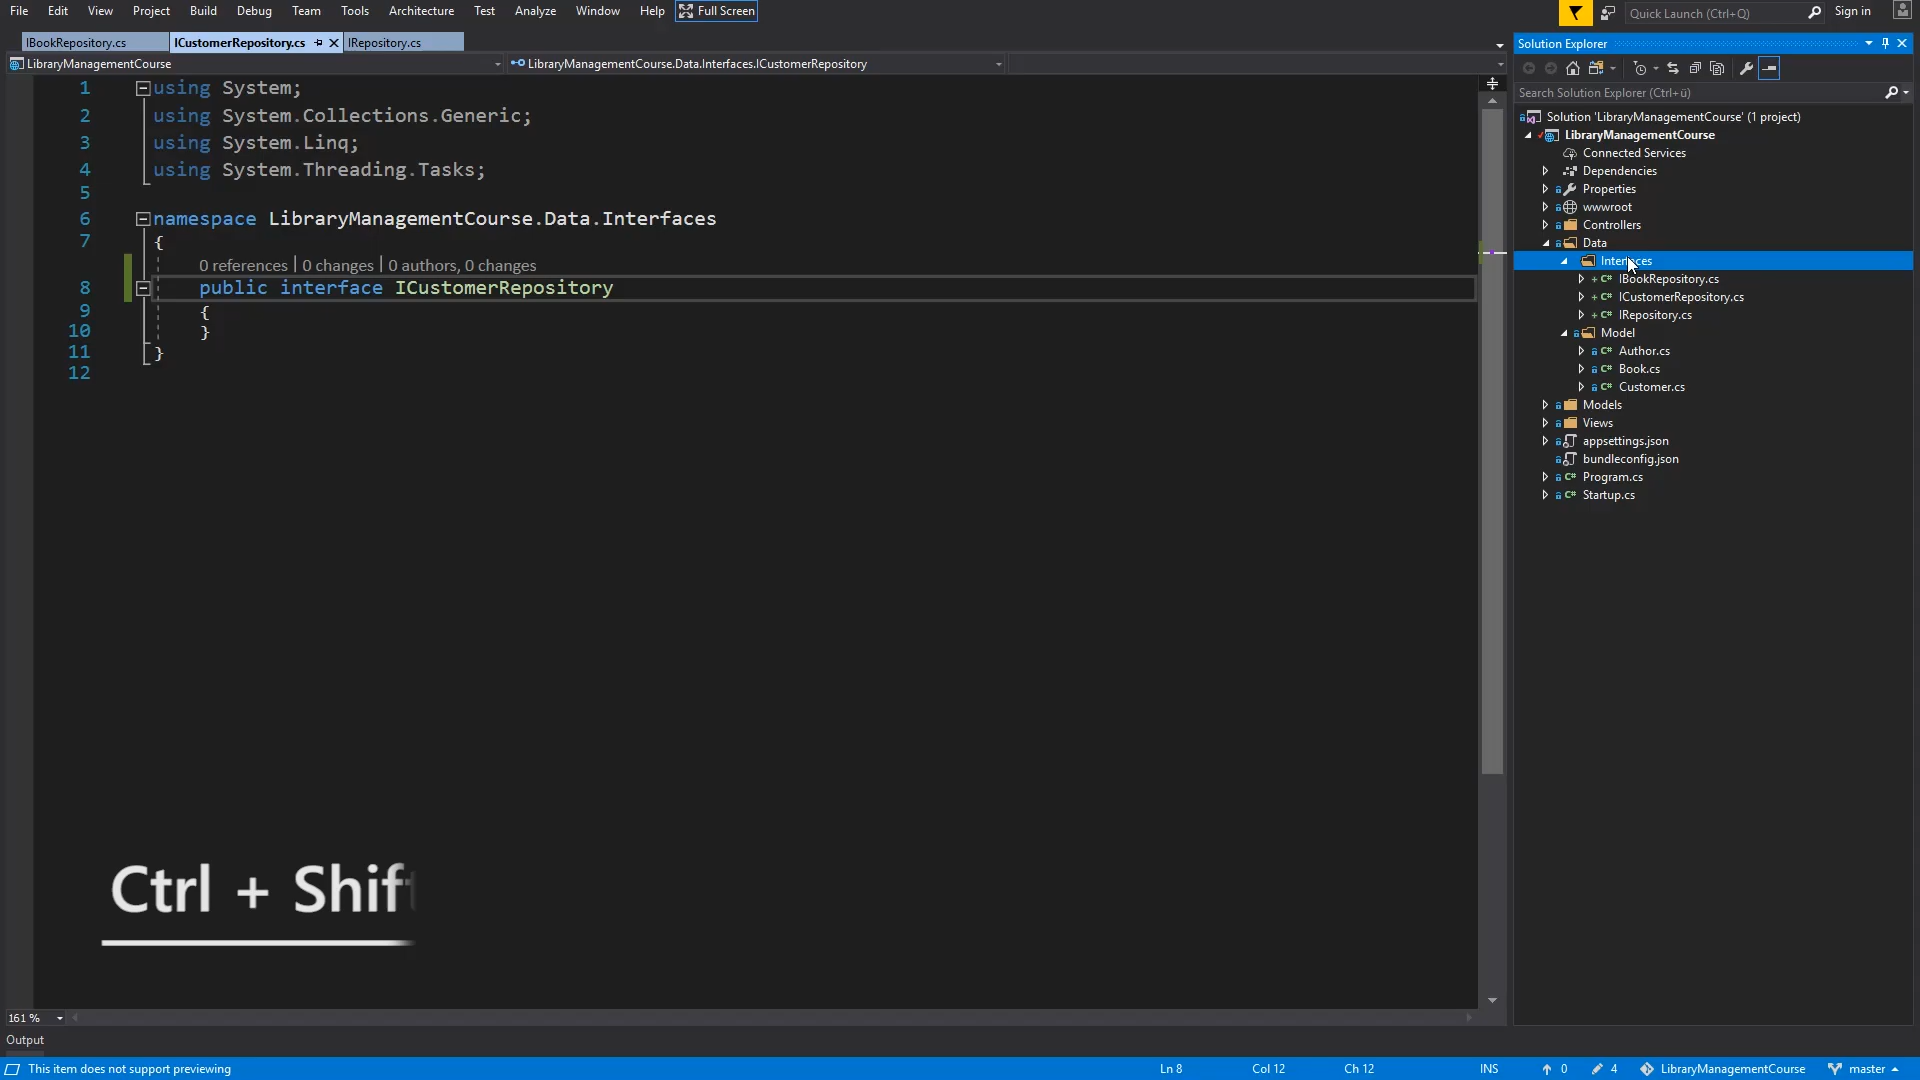 File Edit View Project Build Debug Team Tools Architecture Test Analyze Window Help Full Screen
Quick Launch (Ctrl+Q) Sign in
IBookRepository.cs ICustomerRepository.cs IRepository.cs
LibraryManagementCourse LibraryManagementCourse.Data.Interfaces.ICustomerRepository
1 using System;
2 using System.Collections.Generic;
3 using System.Linq;
4 using System.Threading.Tasks;
5
6 namespace LibraryManagementCourse.Data.Interfaces
7 {
0 references | 0 changes | 0 authors, 0 changes
8 public interface ICustomerRepository
9 {
10 }
11 }
12
Ctrl + Shift
161 %
Output
Solution Explorer
Search Solution Explorer (Ctrl+ü)
Solution 'LibraryManagementCourse' (1 project)
LibraryManagementCourse
Connected Services
Dependencies
Properties
wwwroot
Controllers
Data
Interfaces
IBookRepository.cs
ICustomerRepository.cs
IRepository.cs
Model
Author.cs
Book.cs
Customer.cs
Models
Views
appsettings.json
bundleconfig.json
Program.cs
Startup.cs
This item does not support previewing Ln 8 Col 12 Ch 12 INS 0 4 LibraryManagementCourse master